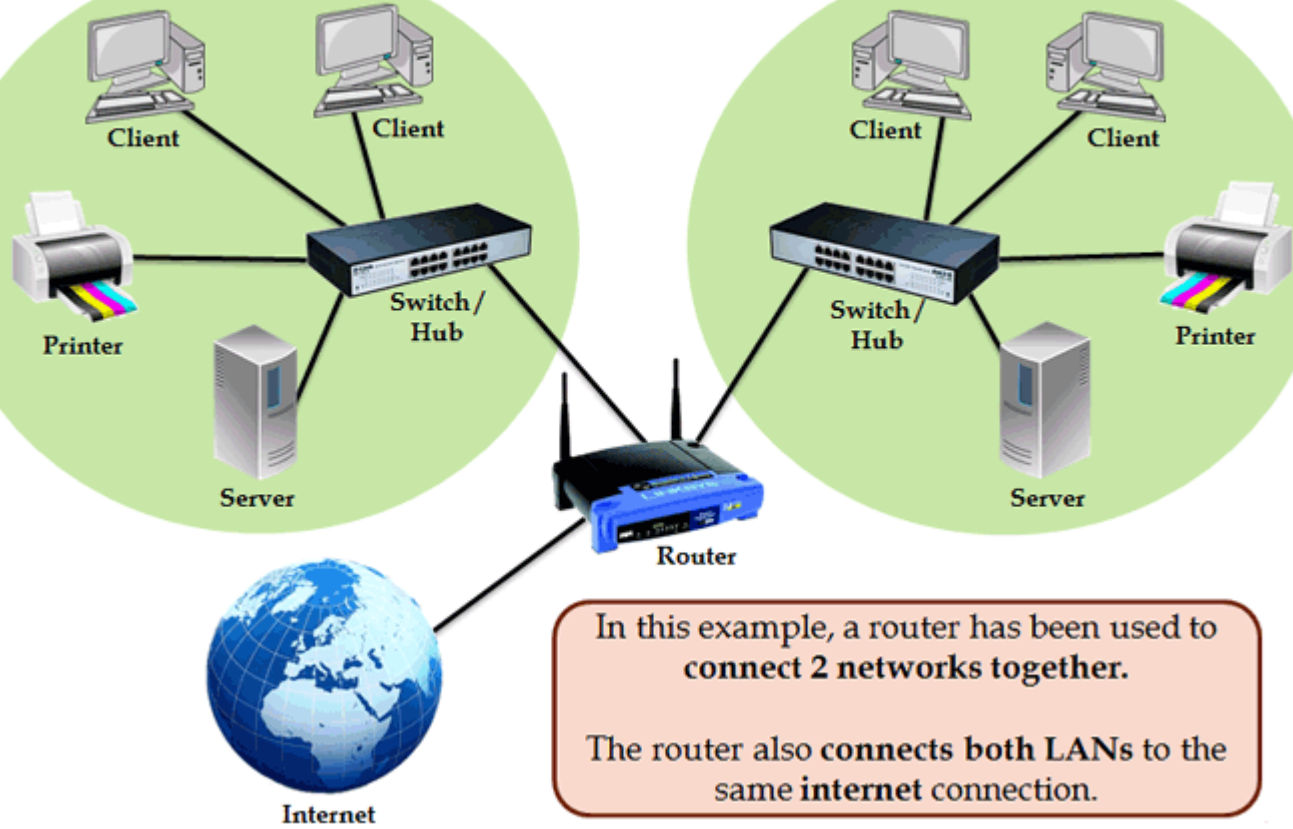 Client
Client
Client
Client
Switch/
Hub
Switch/
Hub
Printer
Printer
Server
Server
LINKSYS
Router
Internet
In this example, a router has been used to
connect 2 networks together.
The router also connects both LANs to the
same internet connection.